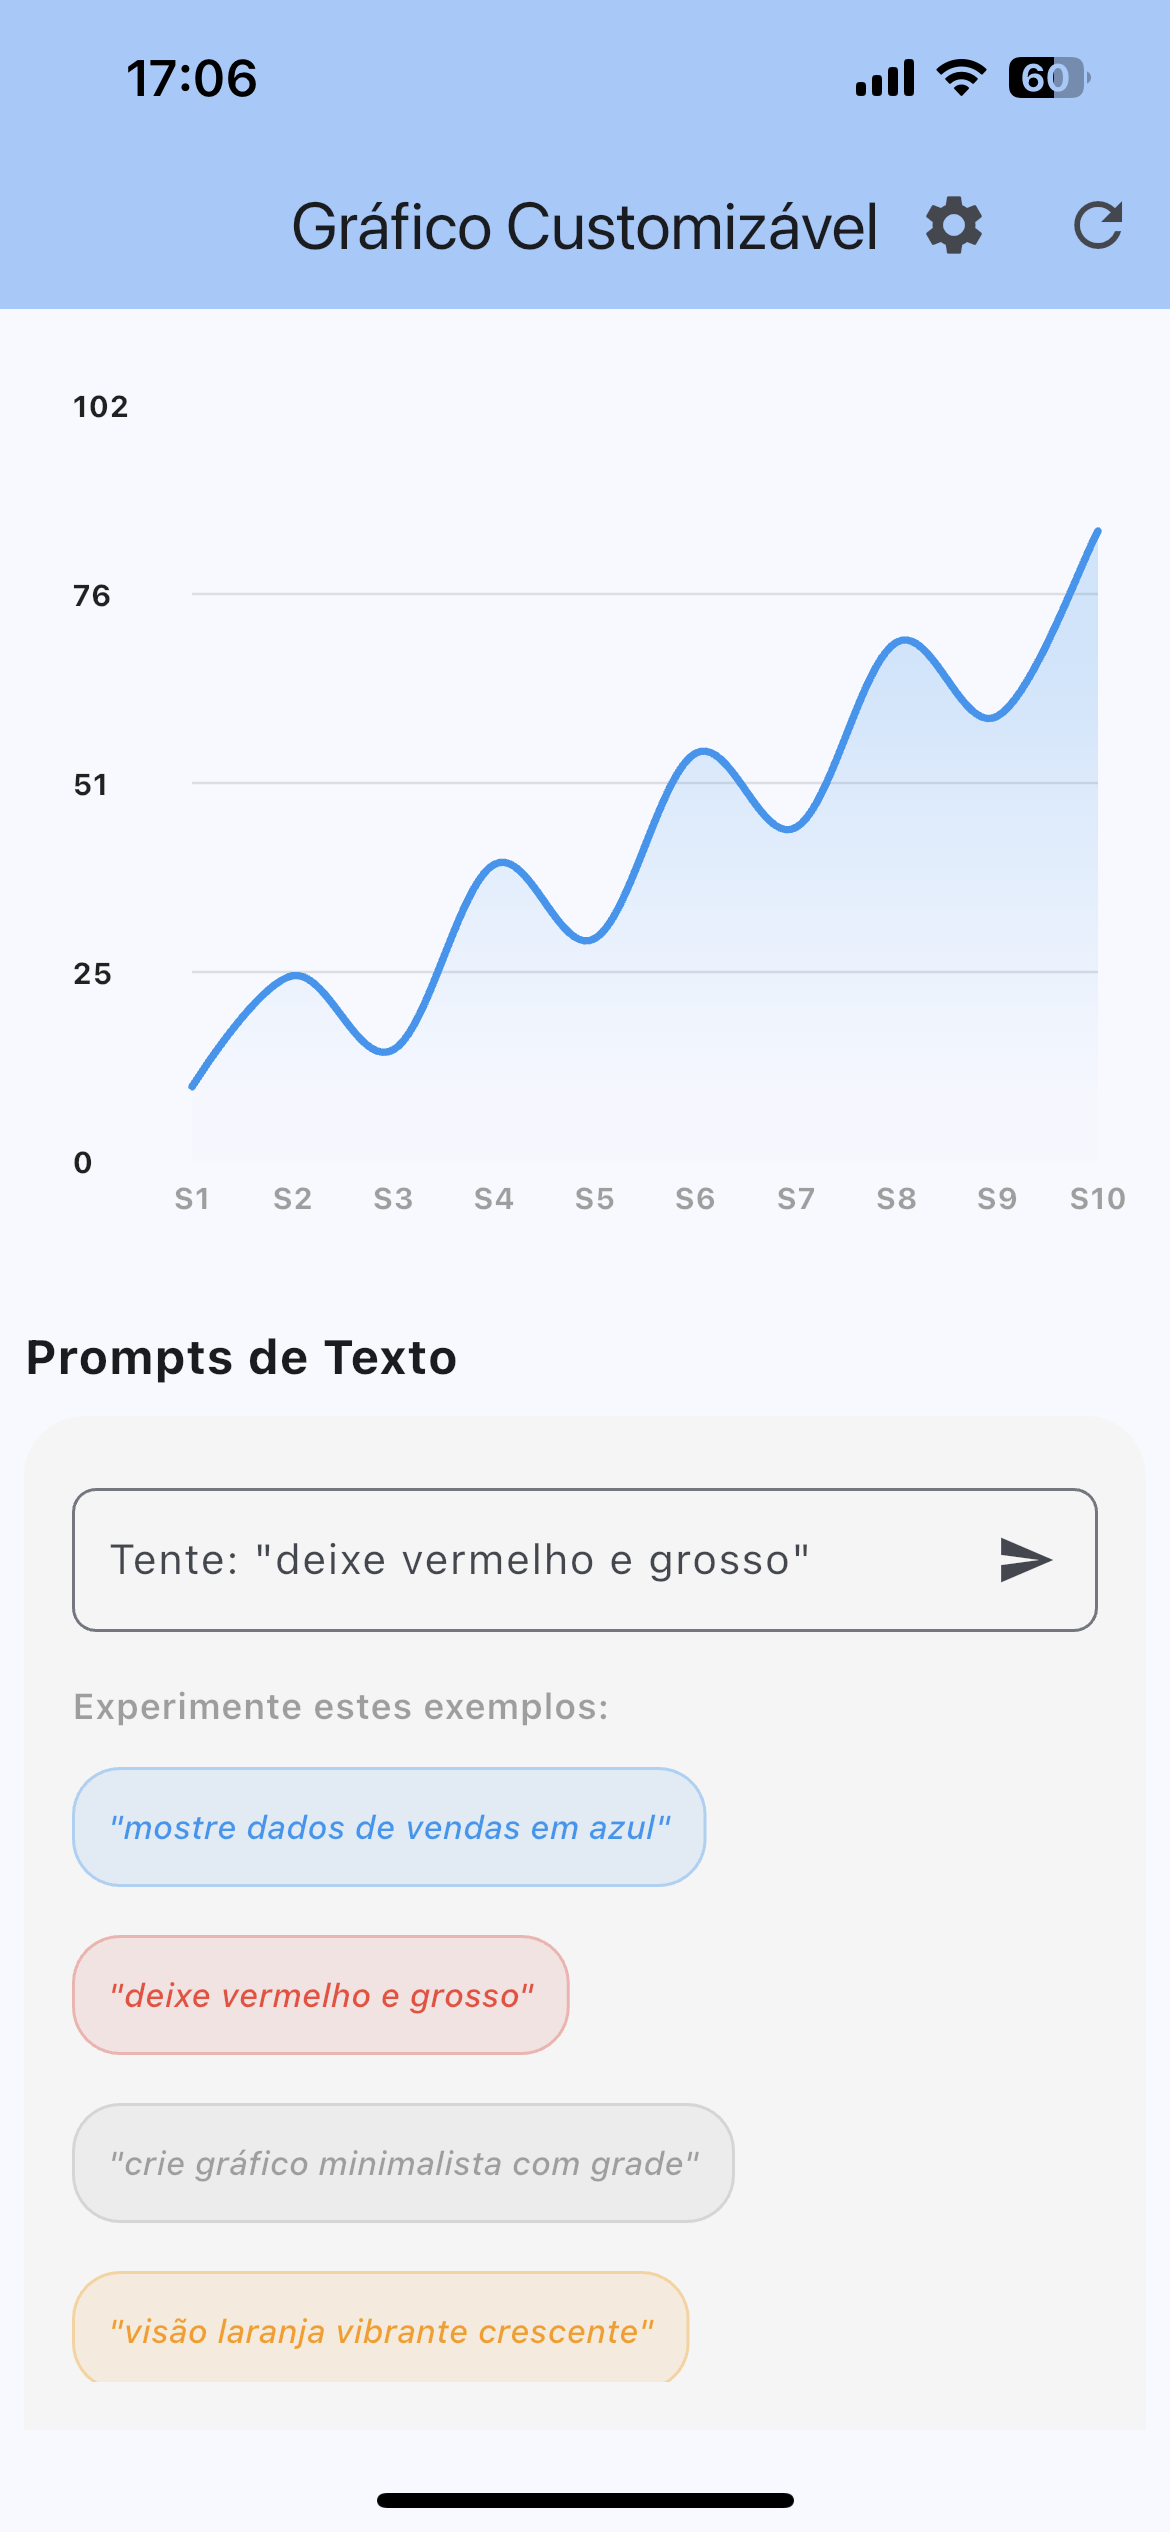 17:06
60
Gráfico Customizável
102
76
51
25
0
S1 S2 S3 S4 S5 S6 S7 S8 S9 S10
Prompts de Texto
Tente: "deixe vermelho e grosso"
Experimente estes exemplos:
"mostre dados de vendas em azul"
"deixe vermelho e grosso"
"crie gráfico minimalista com grade"
"visão laranja vibrante crescente"